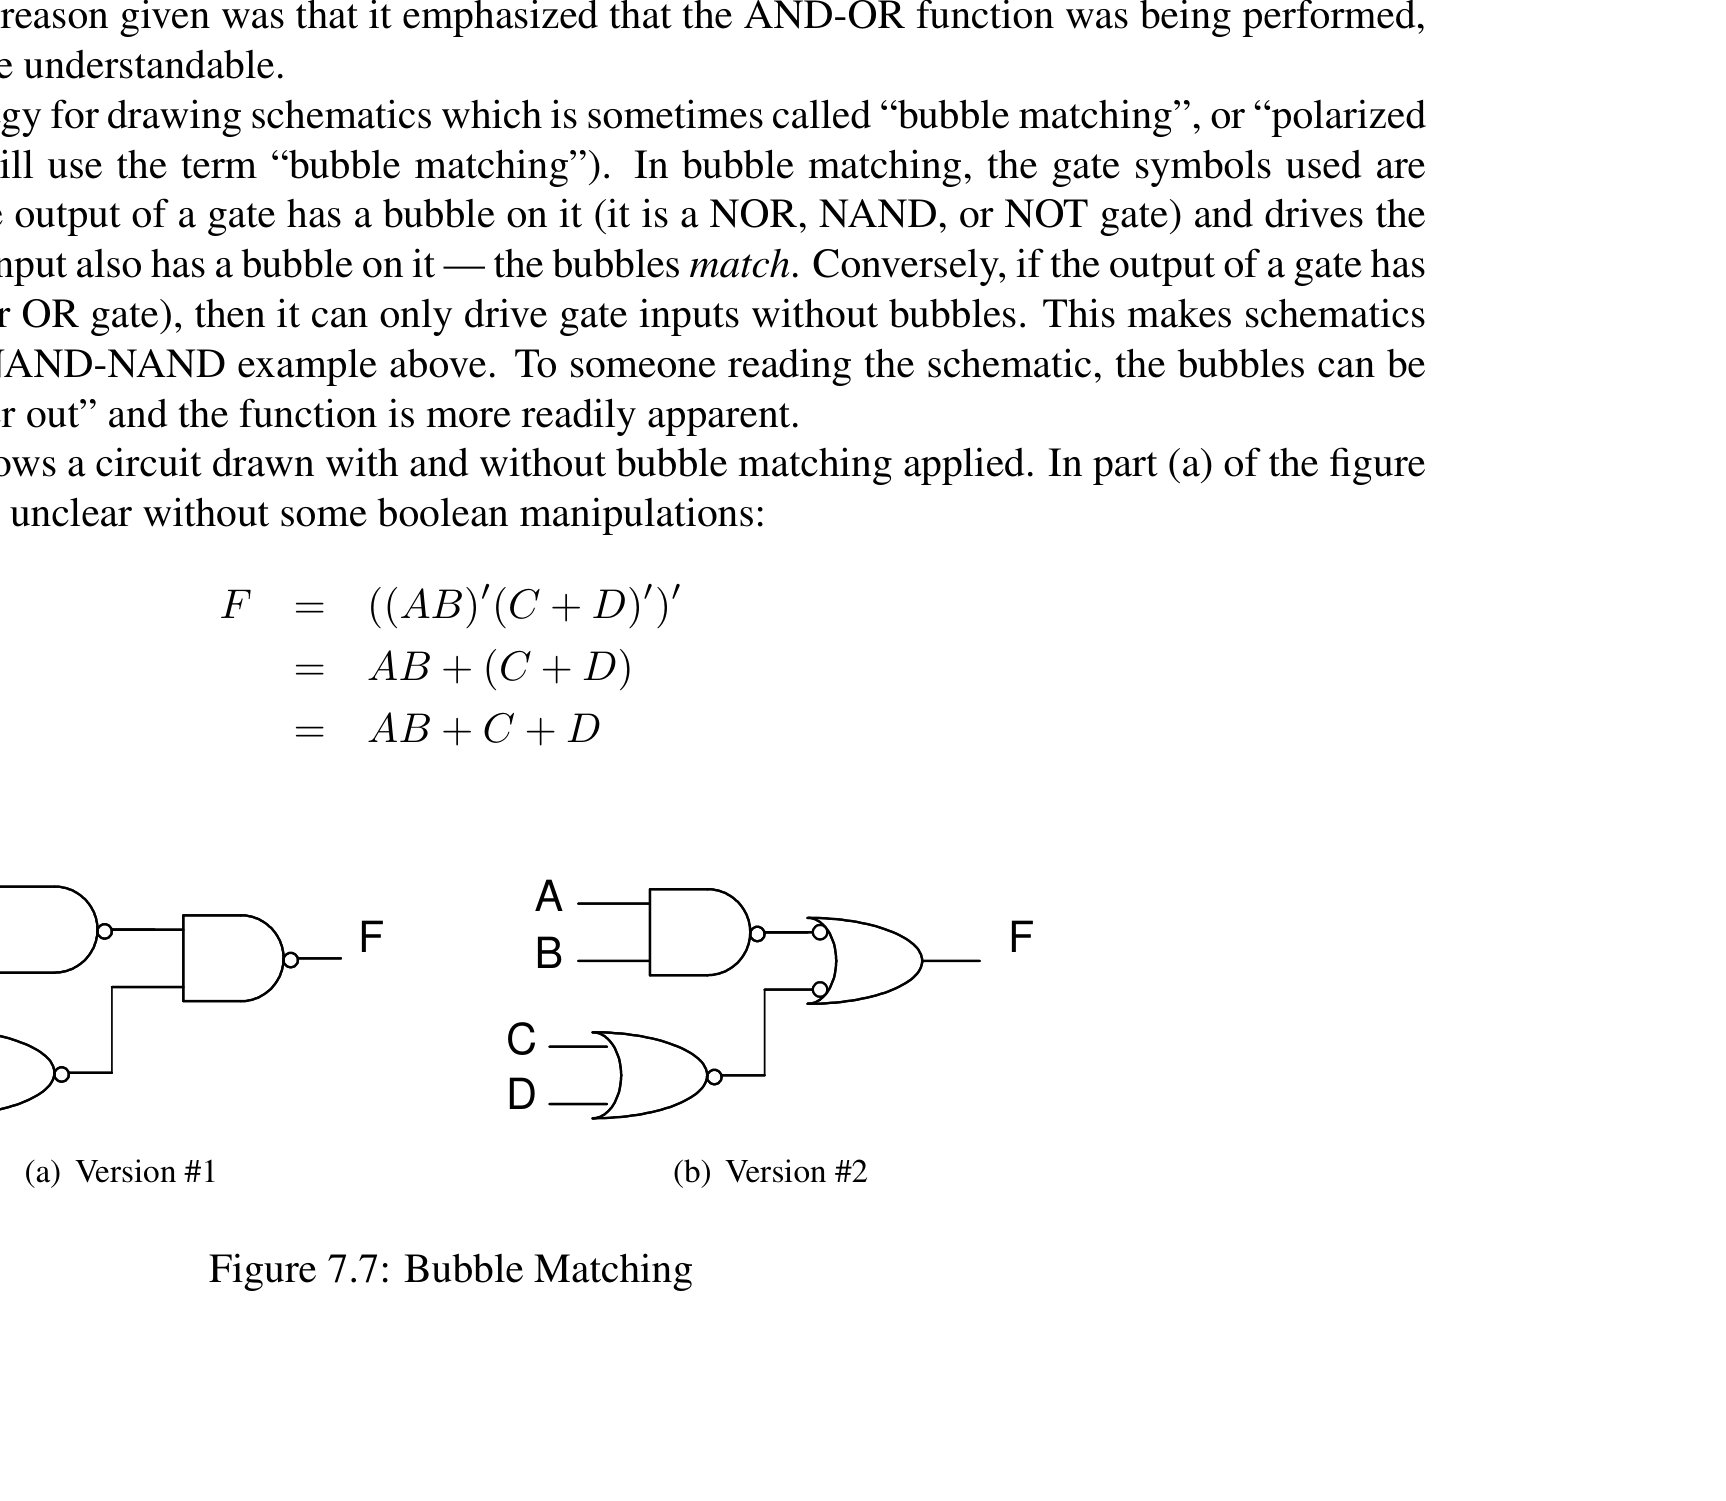 reason given was that it emphasized that the AND-OR function was being performed,
e understandable.
gy for drawing schematics which is sometimes called “bubble matching”, or “polarized
ill use the term “bubble matching”). In bubble matching, the gate symbols used are
output of a gate has a bubble on it (it is a NOR, NAND, or NOT gate) and drives the
nput also has a bubble on it — the bubbles match. Conversely, if the output of a gate has
r OR gate), then it can only drive gate inputs without bubbles. This makes schematics
NAND-NAND example above. To someone reading the schematic, the bubbles can be
r out” and the function is more readily apparent.
ows a circuit drawn with and without bubble matching applied. In part (a) of the figure
unclear without some boolean manipulations:
F = ((AB)′(C + D)′)′
= AB + (C + D)
= AB + C + D
F
A
B
C
D
F
(a) Version #1
(b) Version #2
Figure 7.7: Bubble Matching